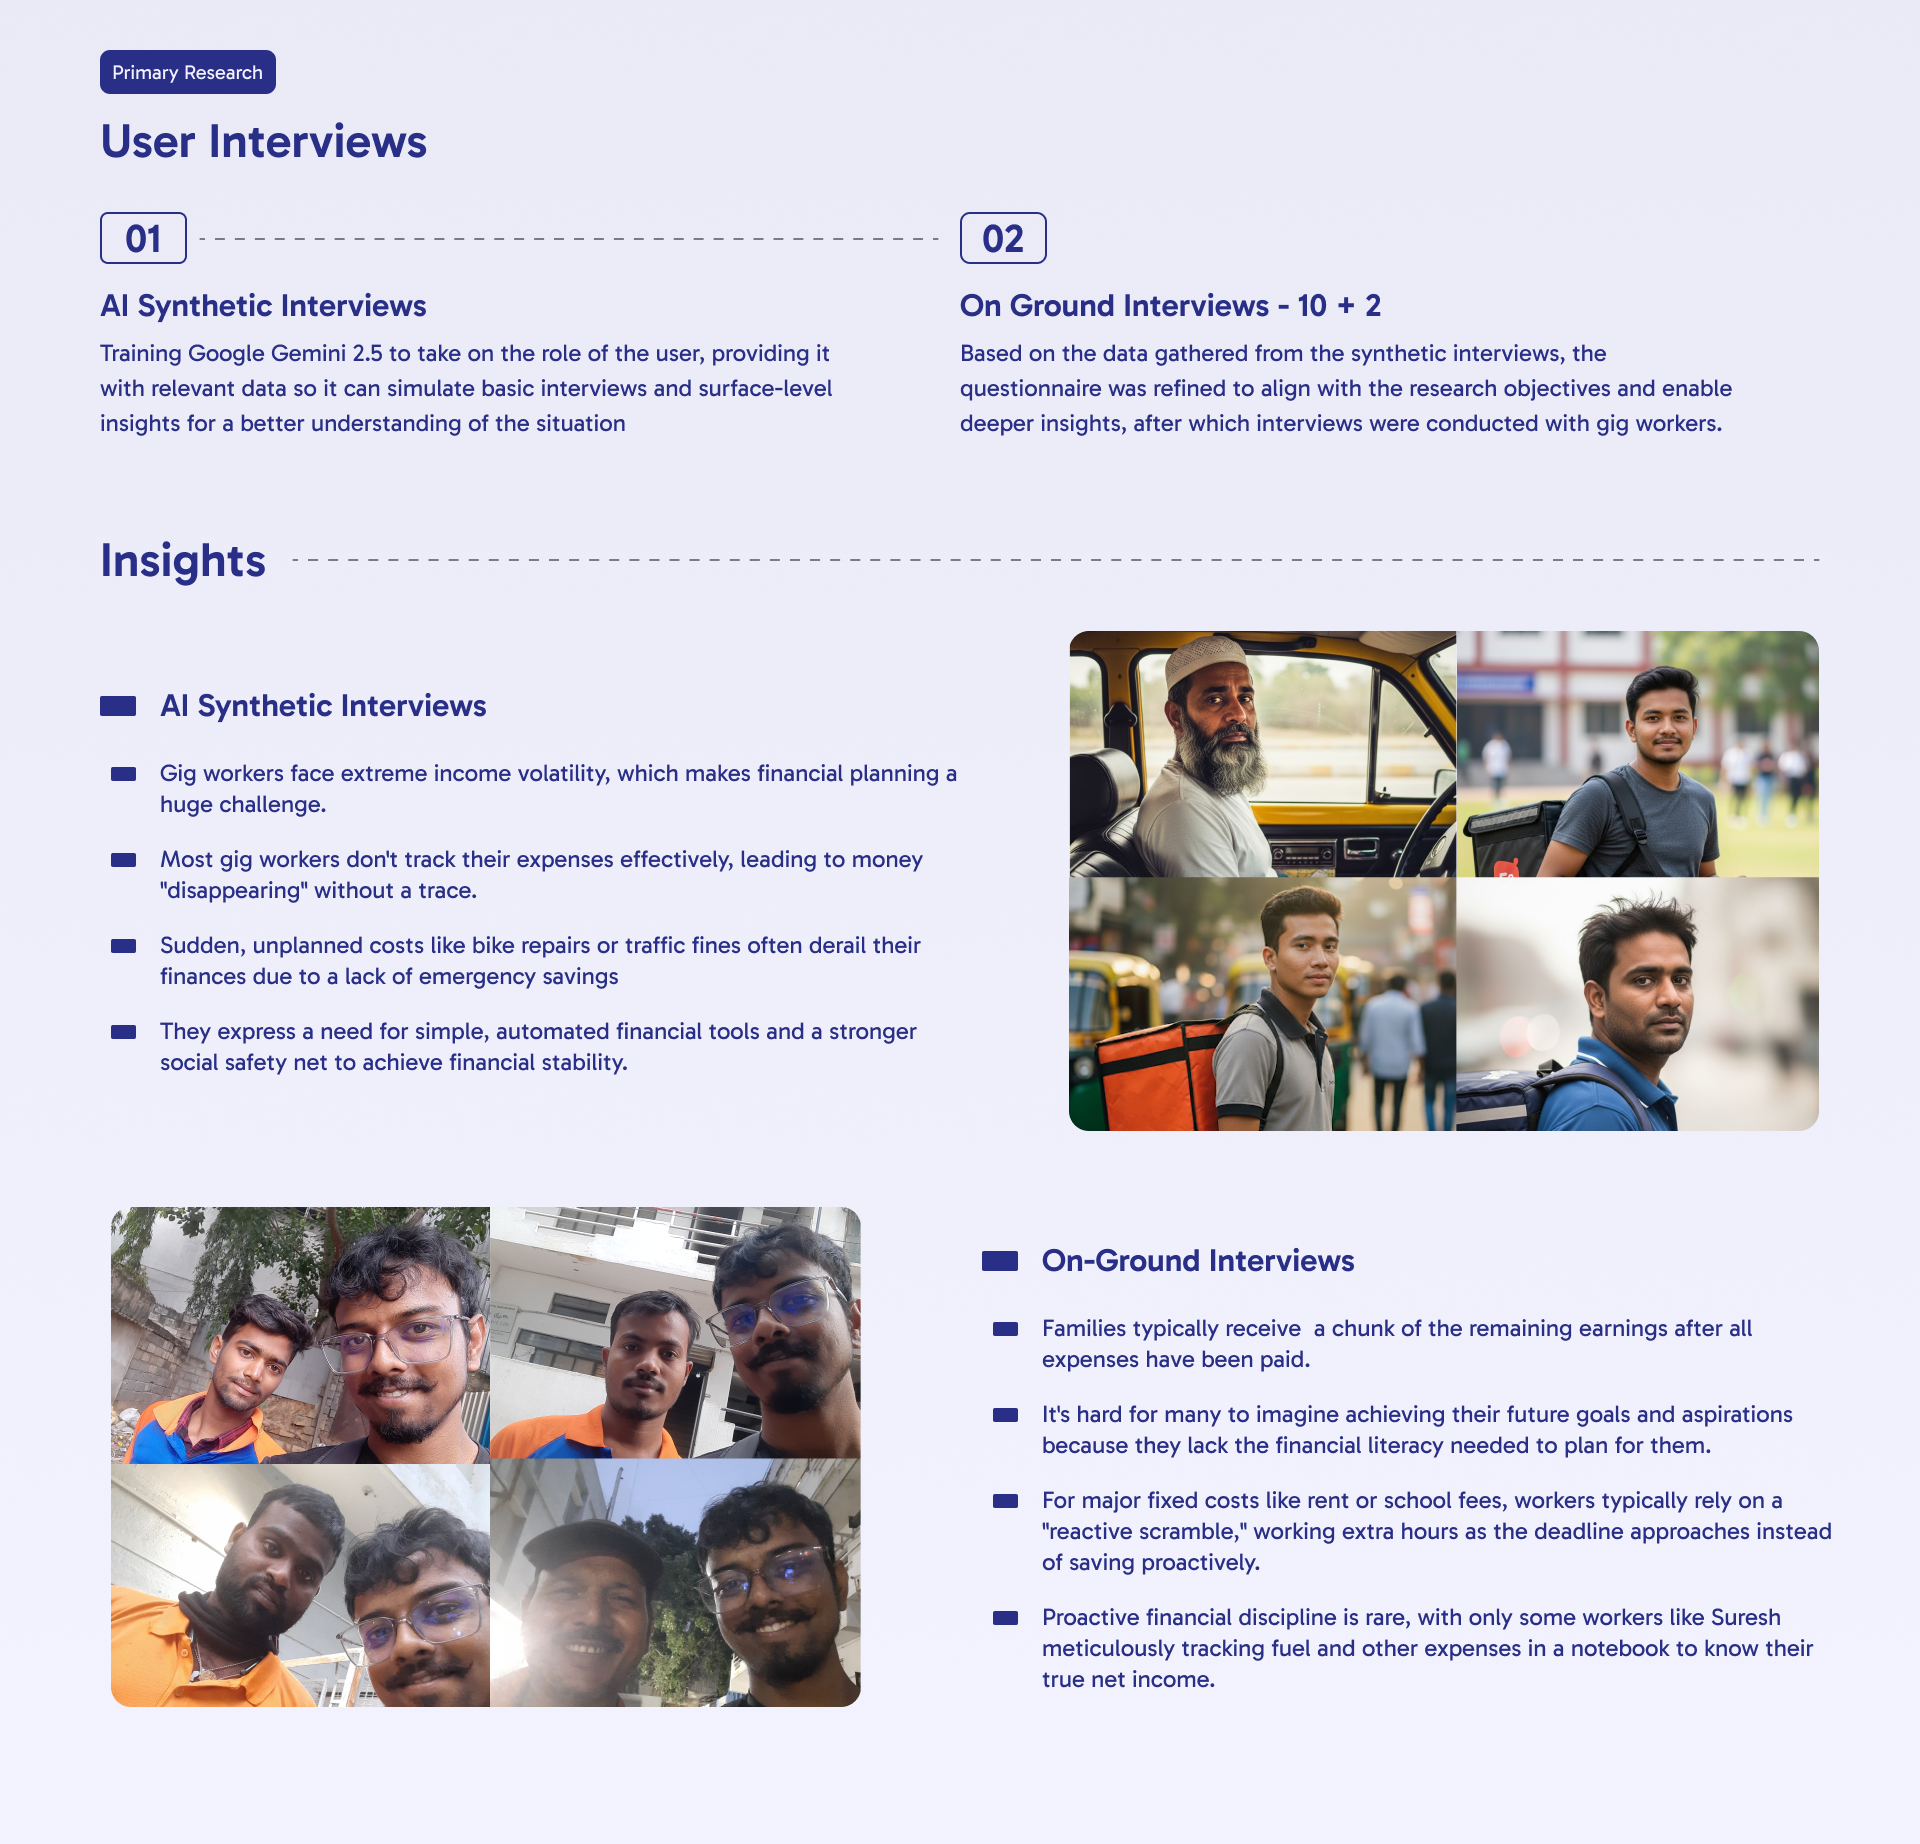 Primary Research
User Interviews
01
AI Synthetic Interviews
Training Google Gemini 2.5 to take on the role of the user, providing it
with relevant data so it can simulate basic interviews and surface-level
insights for a better understanding of the situation
02
On Ground Interviews - 10 + 2
Based on the data gathered from the synthetic interviews, the
questionnaire was refined to align with the research objectives and enable
deeper insights, after which interviews were conducted with gig workers.
Insights
AI Synthetic Interviews
Gig workers face extreme income volatility, which makes financial planning a
huge challenge.
Most gig workers don't track their expenses effectively, leading to money
"disappearing" without a trace.
Sudden, unplanned costs like bike repairs or traffic fines often derail their
finances due to a lack of emergency savings
They express a need for simple, automated financial tools and a stronger
social safety net to achieve financial stability.
On-Ground Interviews
Families typically receive  a chunk of the remaining earnings after all
expenses have been paid.
It's hard for many to imagine achieving their future goals and aspirations
because they lack the financial literacy needed to plan for them.
For major fixed costs like rent or school fees, workers typically rely on a
"reactive scramble," working extra hours as the deadline approaches instead
of saving proactively.
Proactive financial discipline is rare, with only some workers like Suresh
meticulously tracking fuel and other expenses in a notebook to know their
true net income.